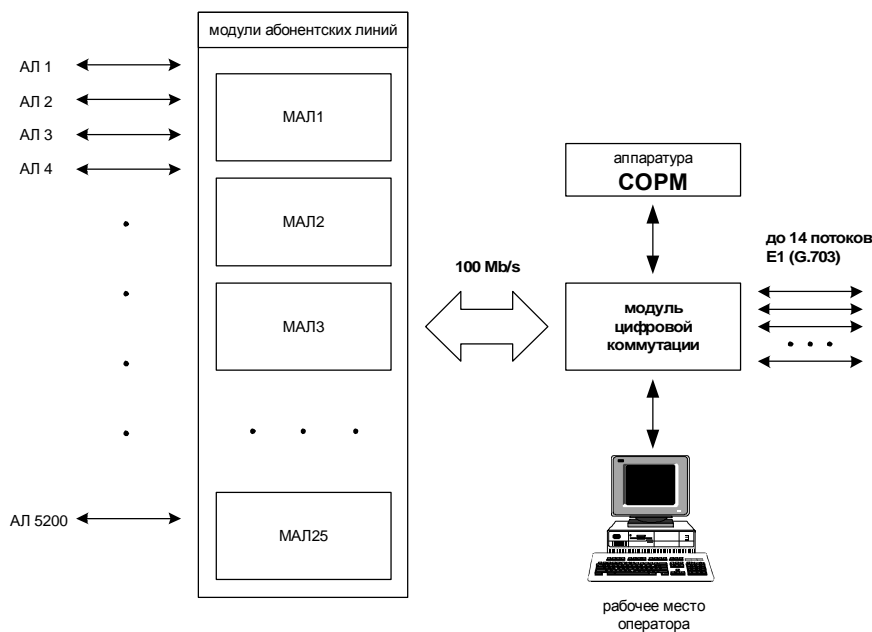 модули абонентских линий
АЛ 1
АЛ 2
АЛ 3
АЛ 4
АЛ 5200
МАЛ1
МАЛ2
МАЛ3
МАЛ25
100 Mb/s
аппаратура
СОРМ
модуль
цифровой
коммутации
до 14 потоков
E1 (G.703)
рабочее место
оператора